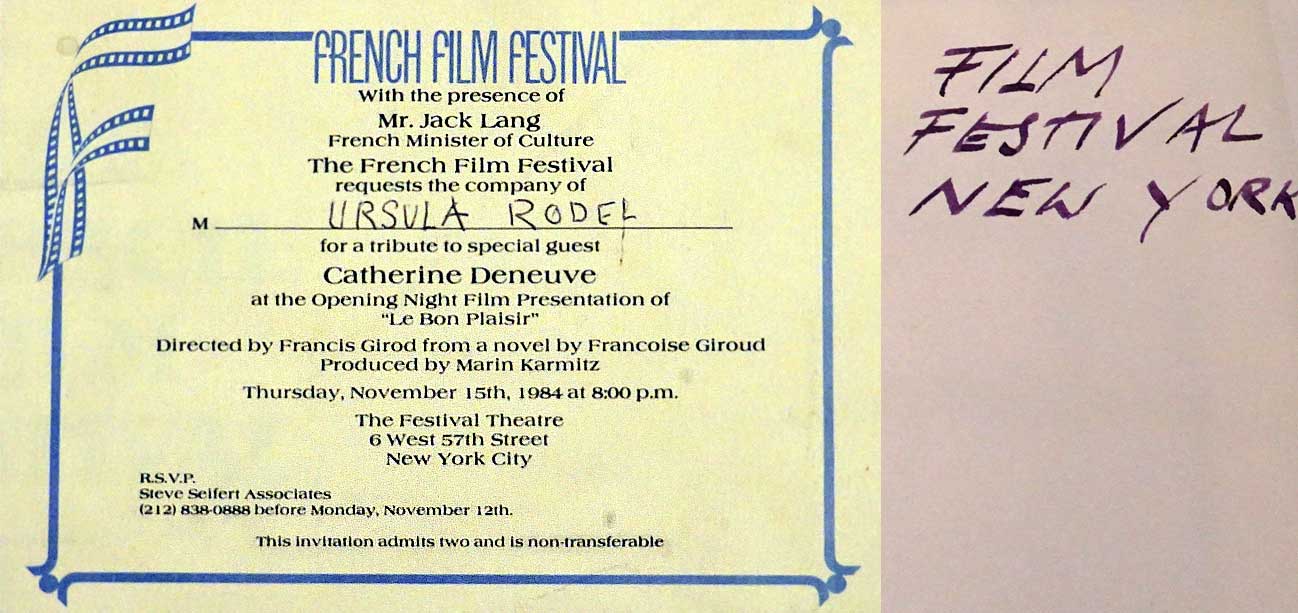 FRENCH FILM FESTIVAL
With the presence of
Mr. Jack Lang
French Minister of Culture
The French Film Festival
requests the company of
M URSULA RODEL
for a tribute to special guest
Catherine Deneuve
at the Opening Night Film Presentation of
"Le Bon Plaisir"
Directed by Francis Girod from a novel by Francoise Giroud
Produced by Marin Karmitz
Thursday, November 15th, 1984 at 8:00 p.m.
The Festival Theatre
6 West 57th Street
New York City
R.S.V.P.
Steve Seifert Associates
(212) 838-0888 before Monday, November 12th.
This invitation admits two and is non-transferable
FILM
FESTIVAL
NEW YORK